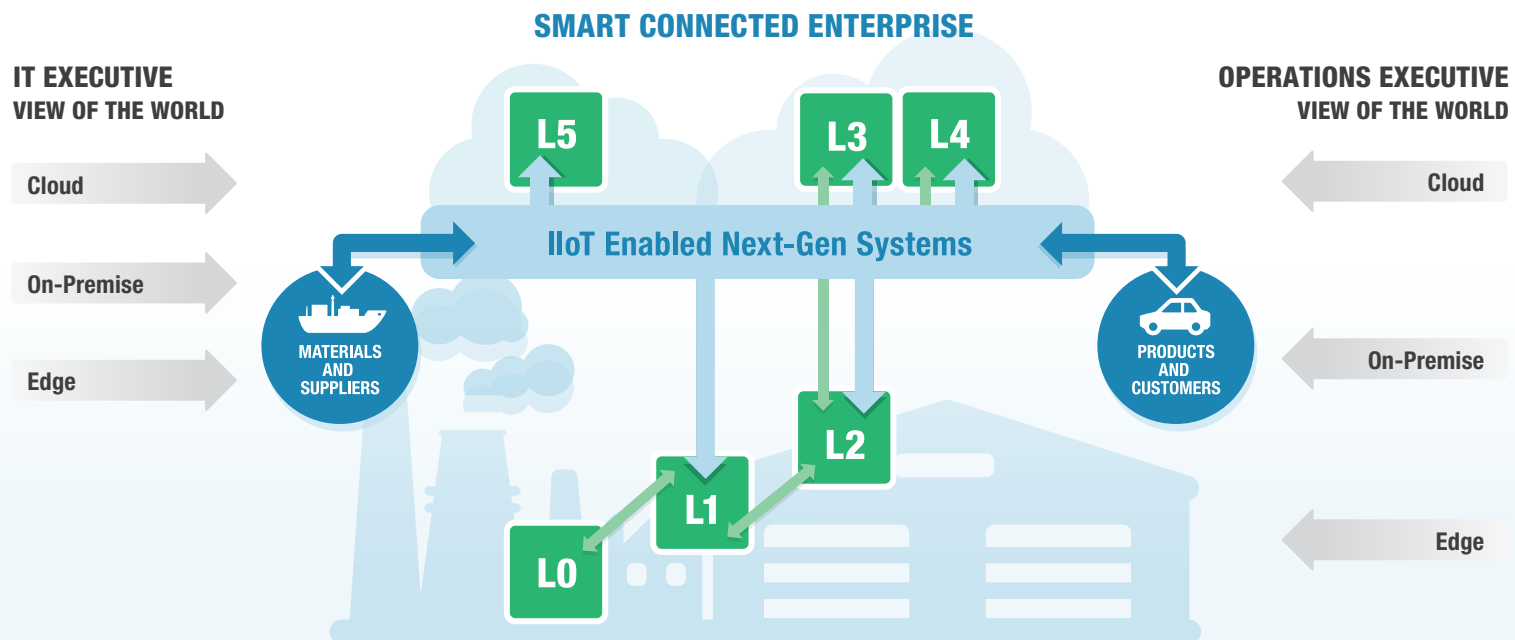 SMART CONNECTED ENTERPRISE
IT EXECUTIVE
VIEW OF THE WORLD
OPERATIONS EXECUTIVE
VIEW OF THE WORLD
L5
L3
L4
Cloud
Cloud
IIoT Enabled Next-Gen Systems
On-Premise
MATERIALS
AND
SUPPLIERS
PRODUCTS
AND
CUSTOMERS
Edge
On-Premise
L2
L1
L0
Edge